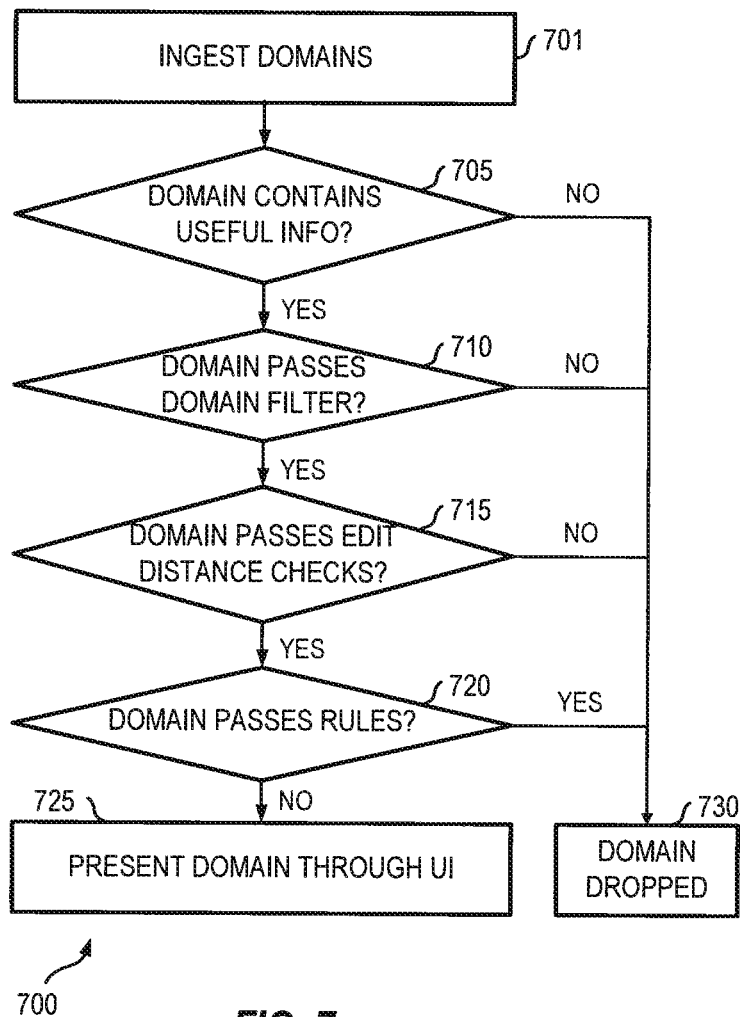 INGEST DOMAINS
701
DOMAIN CONTAINS
USEFUL INFO?
705
NO
YES
DOMAIN PASSES
DOMAIN FILTER?
710
NO
YES
DOMAIN PASSES EDIT
DISTANCE CHECKS?
715
NO
YES
DOMAIN PASSES RULES?
720
YES
NO
725
PRESENT DOMAIN THROUGH UI
730
DOMAIN
DROPPED
700